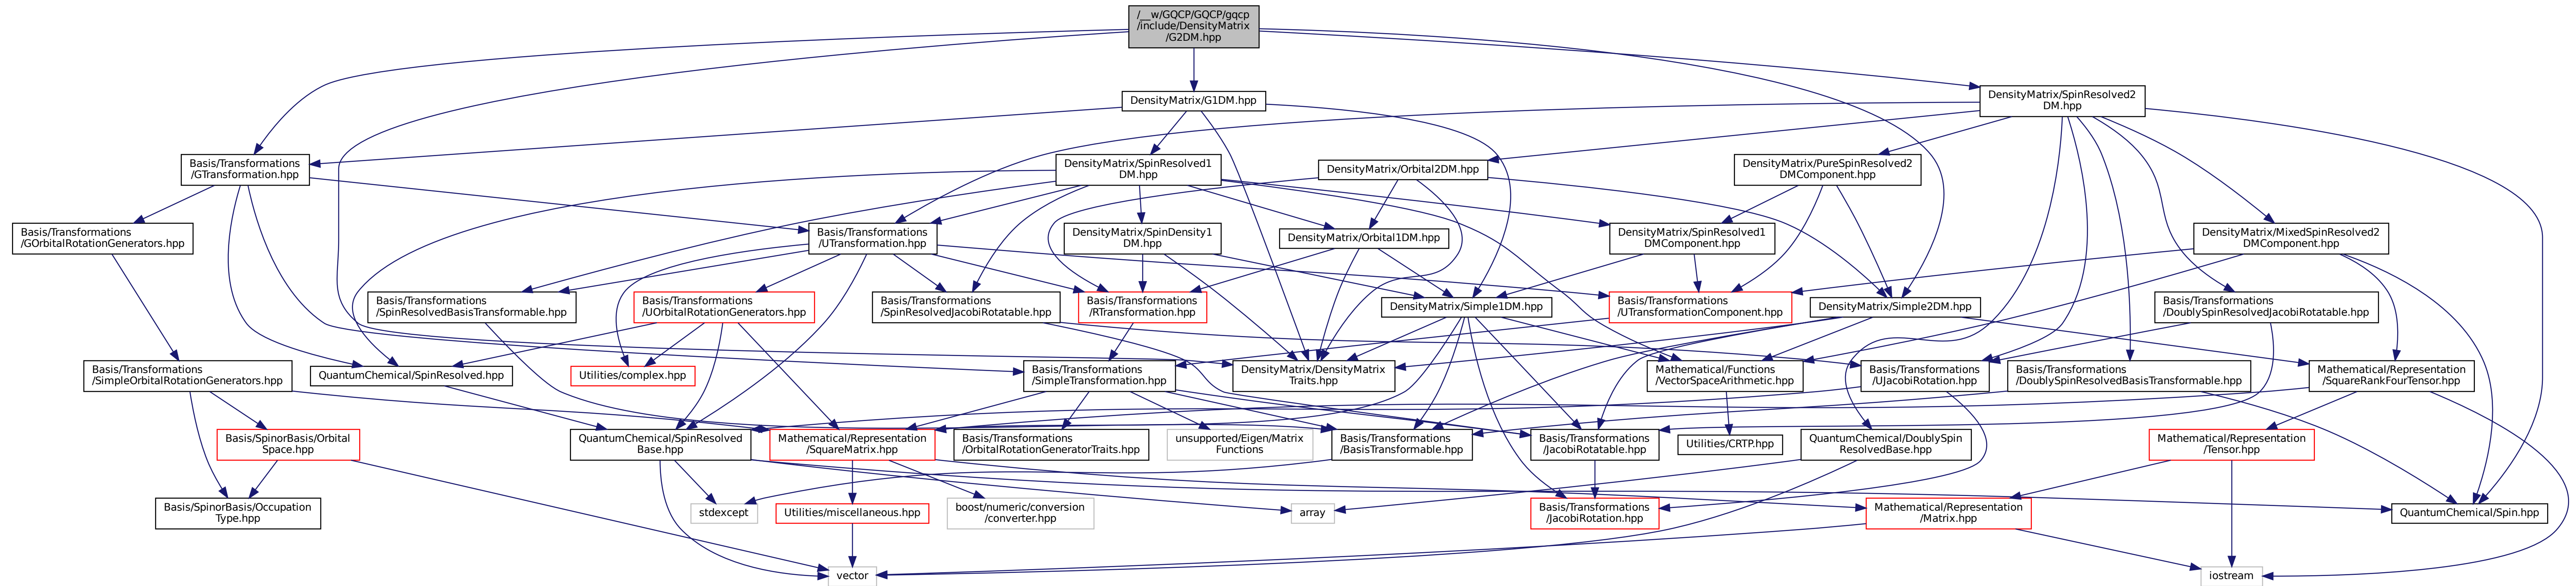 /__w/GQCP/GQCP/gqcp
/include/DensityMatrix
/G2DM.hpp
DensityMatrix/G1DM.hpp
DensityMatrix/SpinResolved2
DM.hpp
Basis/Transformations
/GTransformation.hpp
DensityMatrix/SpinResolved1
DM.hpp
DensityMatrix/Orbital2DM.hpp
DensityMatrix/PureSpinResolved2
DMComponent.hpp
Basis/Transformations
/GOrbitalRotationGenerators.hpp
Basis/Transformations
/UTransformation.hpp
DensityMatrix/SpinDensity1
DM.hpp
DensityMatrix/Orbital1DM.hpp
DensityMatrix/SpinResolved1
DMComponent.hpp
DensityMatrix/MixedSpinResolved2
DMComponent.hpp
Basis/Transformations
/SpinResolvedBasisTransformable.hpp
Basis/Transformations
/UOrbitalRotationGenerators.hpp
Basis/Transformations
/SpinResolvedJacobiRotatable.hpp
Basis/Transformations
/RTransformation.hpp
DensityMatrix/Simple1DM.hpp
Basis/Transformations
/UTransformationComponent.hpp
DensityMatrix/Simple2DM.hpp
Basis/Transformations
/DoublySpinResolvedJacobiRotatable.hpp
Basis/Transformations
/SimpleOrbitalRotationGenerators.hpp
QuantumChemical/SpinResolved.hpp
Utilities/complex.hpp
Basis/Transformations
/SimpleTransformation.hpp
DensityMatrix/DensityMatrix
Traits.hpp
Mathematical/Functions
/VectorSpaceArithmetic.hpp
Basis/Transformations
/UJacobiRotation.hpp
Basis/Transformations
/DoublySpinResolvedBasisTransformable.hpp
Mathematical/Representation
/SquareRankFourTensor.hpp
Basis/SpinorBasis/Orbital
Space.hpp
QuantumChemical/SpinResolved
Base.hpp
Mathematical/Representation
/SquareMatrix.hpp
Basis/Transformations
/OrbitalRotationGeneratorTraits.hpp
unsupported/Eigen/Matrix
Functions
Basis/Transformations
/BasisTransformable.hpp
Basis/Transformations
/JacobiRotatable.hpp
Utilities/CRTP.hpp
QuantumChemical/DoublySpin
ResolvedBase.hpp
Mathematical/Representation
/Tensor.hpp
Basis/SpinorBasis/Occupation
Type.hpp
stdexcept
Utilities/miscellaneous.hpp
boost/numeric/conversion
/converter.hpp
array
Basis/Transformations
/JacobiRotation.hpp
Mathematical/Representation
/Matrix.hpp
QuantumChemical/Spin.hpp
vector
iostream